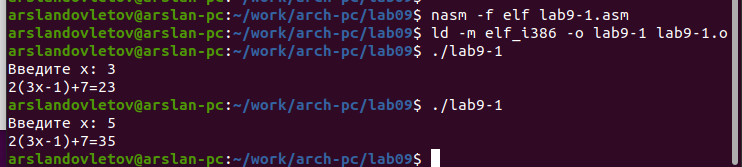 arslandovletov@arslan-pc:~/work/arch-pc/lab09$ nasm -f elf lab9-1.asm
arslandovletov@arslan-pc:~/work/arch-pc/lab09$ ld -m elf_i386 -o lab9-1 lab9-1.o
arslandovletov@arslan-pc:~/work/arch-pc/lab09$ ./lab9-1
Введите x: 3
2(3x-1)+7=23
arslandovletov@arslan-pc:~/work/arch-pc/lab09$ ./lab9-1
Введите x: 5
2(3x-1)+7=35
arslandovletov@arslan-pc:~/work/arch-pc/lab09$